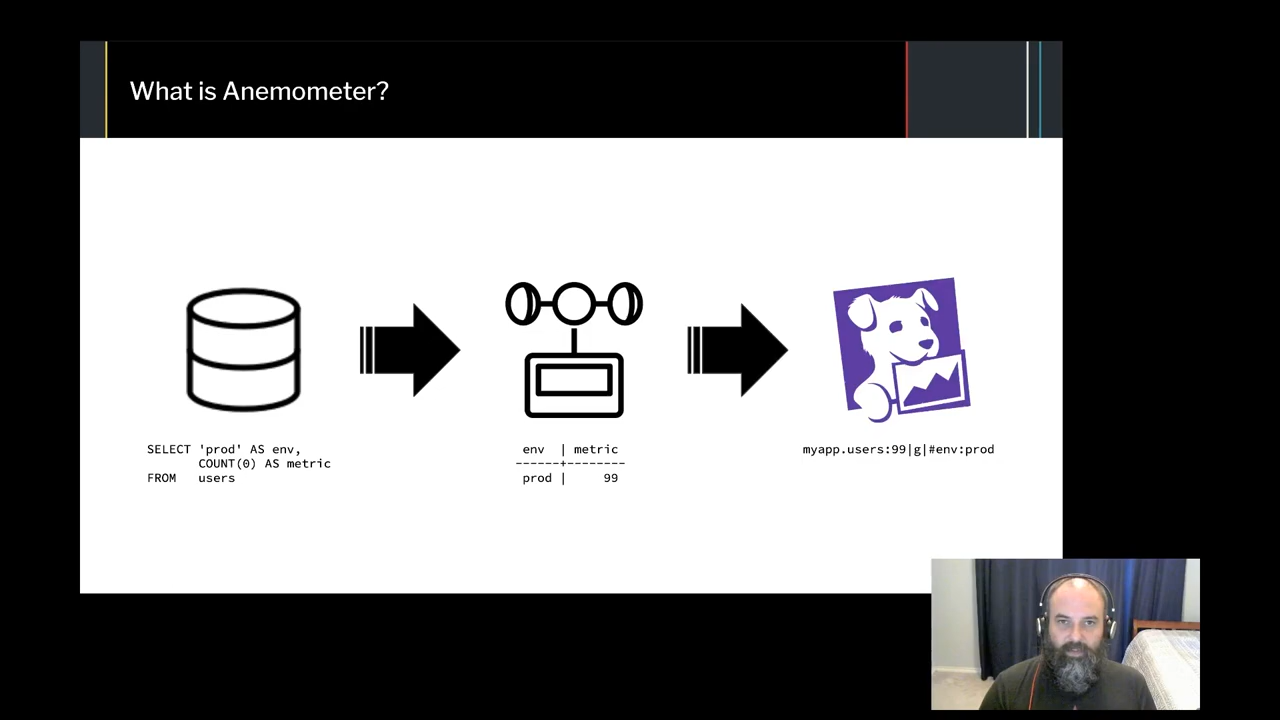 What is Anemometer?
SELECT 'prod' AS env,
COUNT(0) AS metric
FROM users
env | metric
------+--------
prod | 99
myapp.users:99|g|#env:prod